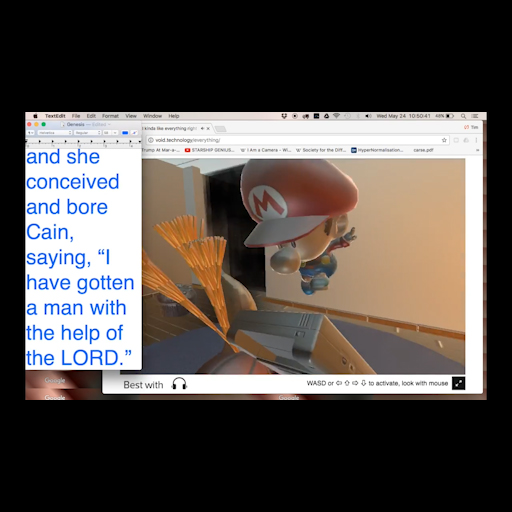 TextEdit File Edit Format View Window Help
Wed May 24 10:50:41
Genesis
Tim
kinda like everything right
void.technology/everything/
Trump At Mar-a-...
STARSHIP GENIUS...
I Am a Camera - Wi...
Society for the Diff...
HyperNormalisation...
carse.pdf
and she
conceived
and bore
Cain,
saying, “I
have gotten
a man with
the help of
the LORD.”
M
Best with
WASD or ⇦ ⇧ ⇨ ⇩ to activate, look with mouse
Google
Google
Google